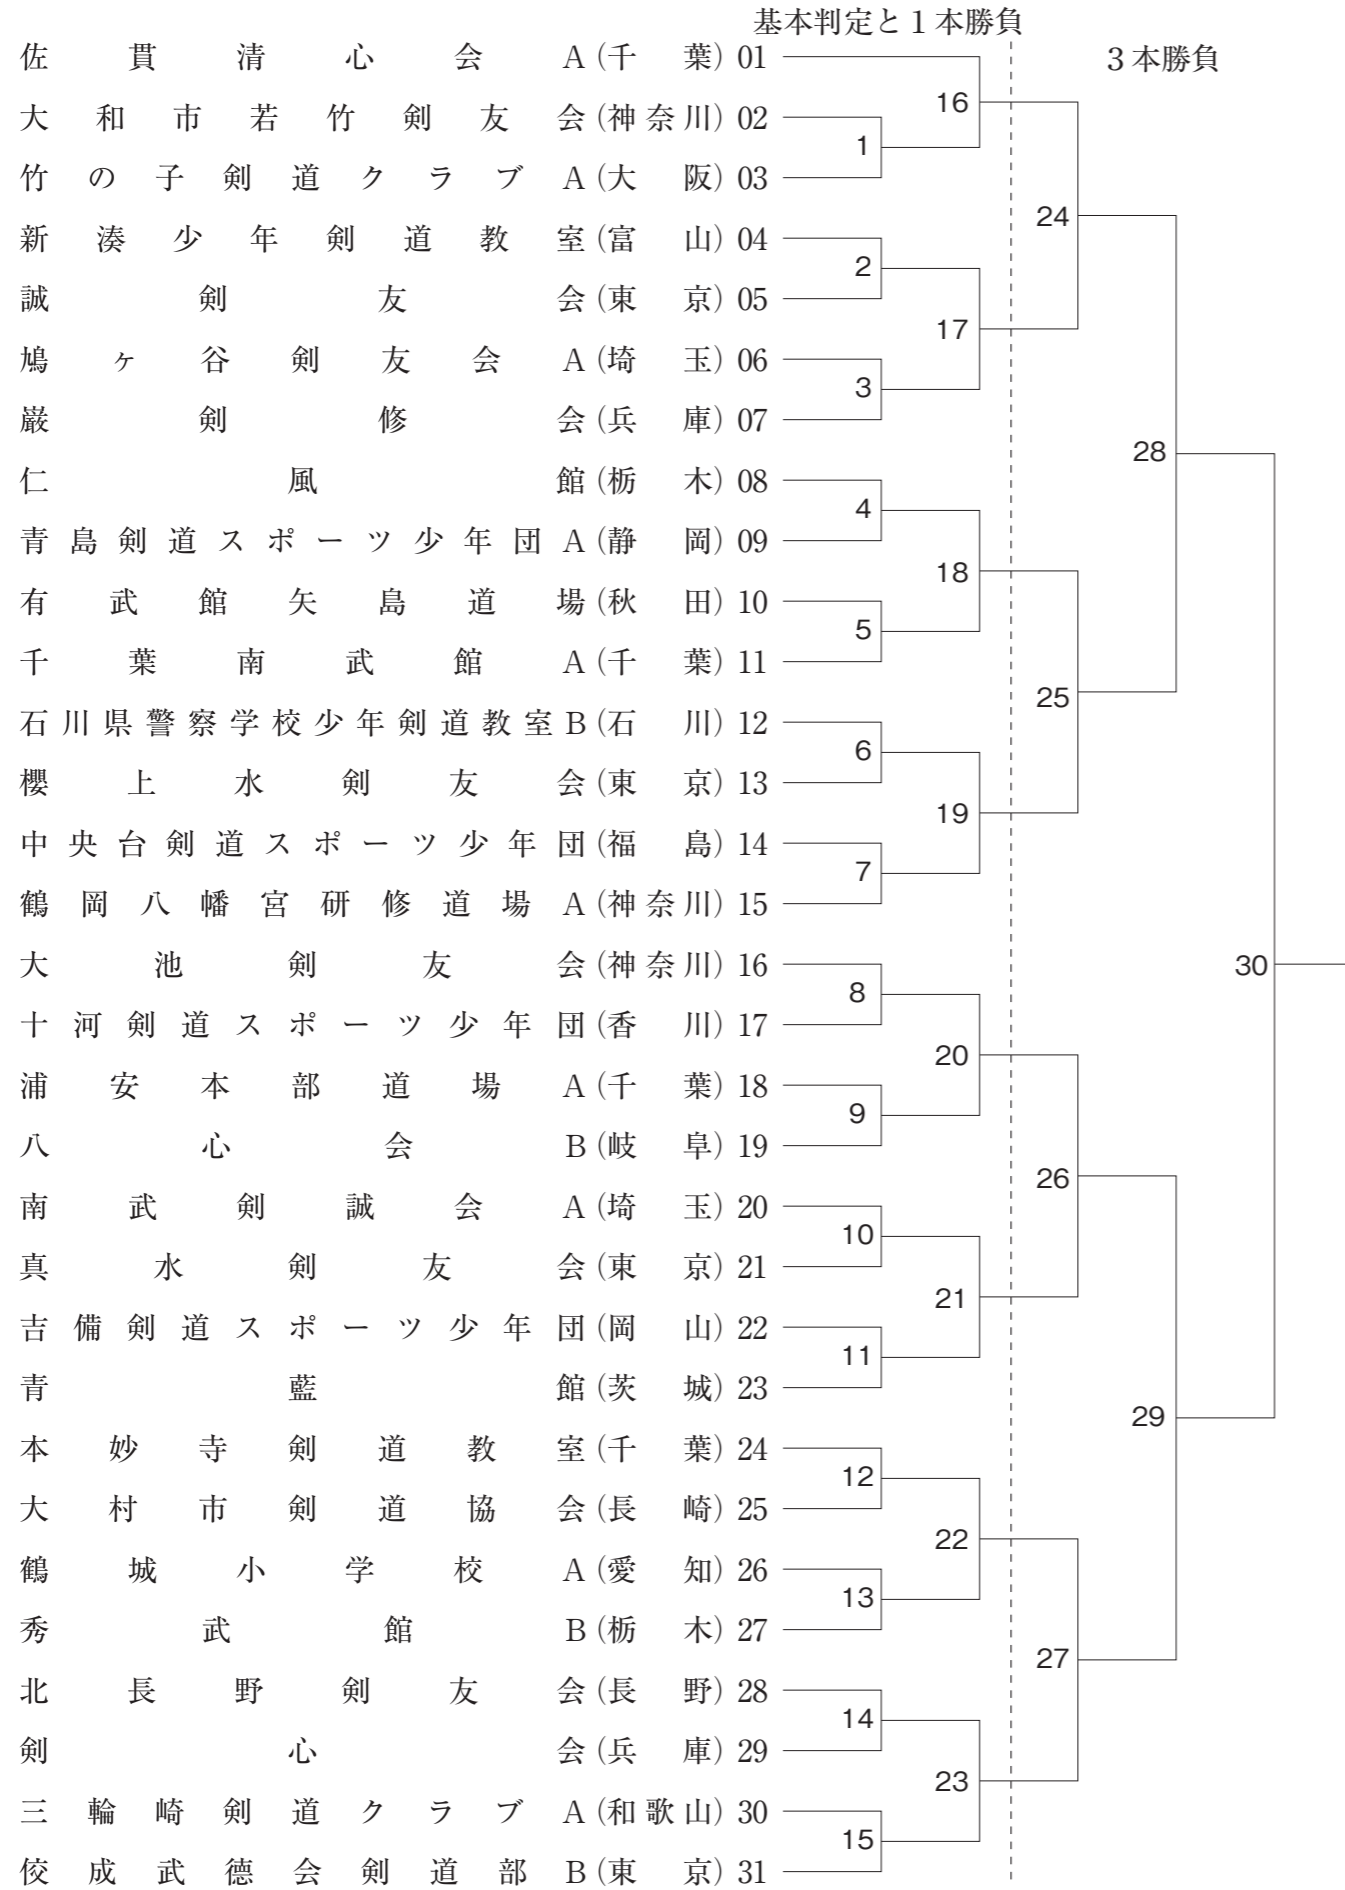 基本判定と1本勝負
3本勝負
佐貫清心会A(千葉)01
大和市若竹剣友会(神奈川)02
竹の子剣道クラブA(大阪)03
新湊少年剣道教室(富山)04
誠剣友会(東京)05
鳩ヶ谷剣友会A(埼玉)06
巌剣修会(兵庫)07
仁風館(栃木)08
青島剣道スポーツ少年団A(静岡)09
有武館矢島道場(秋田)10
千葉南武館A(千葉)11
石川県警察学校少年剣道教室B(石川)12
櫻上水剣友会(東京)13
中央台剣道スポーツ少年団(福島)14
鶴岡八幡宮研修道場A(神奈川)15
大池剣友会(神奈川)16
十河剣道スポーツ少年団(香川)17
浦安本部道場A(千葉)18
八心会B(岐阜)19
南武剣誠会A(埼玉)20
真水剣友会(東京)21
吉備剣道スポーツ少年団(岡山)22
青藍館(茨城)23
本妙寺剣道教室(千葉)24
大村市剣道協会(長崎)25
鶴城小学校A(愛知)26
秀武館B(栃木)27
北長野剣友会(長野)28
剣心会(兵庫)29
三輪崎剣道クラブA(和歌山)30
佼成武徳会剣道部B(東京)31
1
2
3
4
5
6
7
8
9
10
11
12
13
14
15
16
17
18
19
20
21
22
23
24
25
26
27
28
29
30